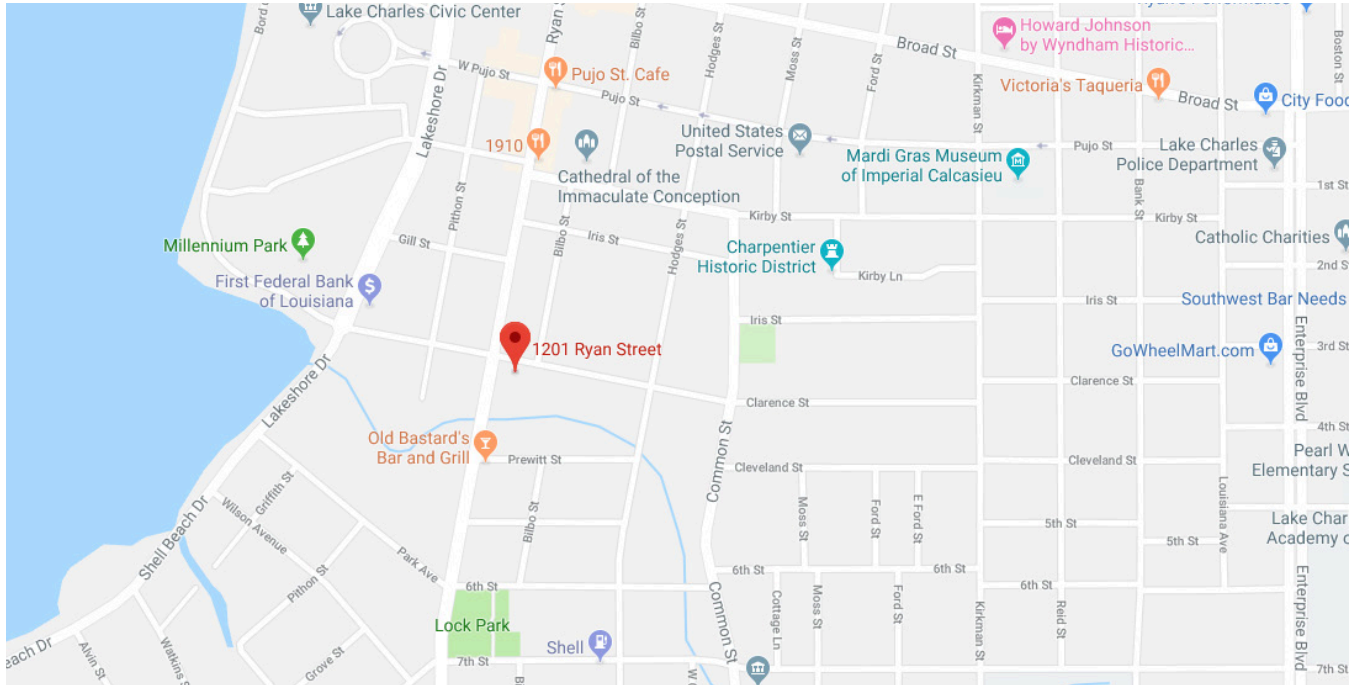 Lake Charles Civic Center
Bord
Ryan S
Bilbo St
Hodges St
Moss St
Ford St
Broad St
Howard Johnson
by Wyndham Historic...
Boston St
W Pujo St
Pujo St. Cafe
Pujo St
Lakeshore Dr
Kirkman St
Victoria's Taqueria
Broad St
City Food
1910
United States
Postal Service
Mardi Gras Museum
of Imperial Calcasieu
Pujo St
Lake Charles
Police Department
Cathedral of the
Immaculate Conception
Pithon St
Bank St
1st St
Kirby St
Kirby St
Millennium Park
Gill St
Bilbo St
Iris St
Hodges St
Charpentier
Historic District
Kirby Ln
Catholic Charities
2nd St
First Federal Bank
of Louisiana
Iris St
Southwest Bar Needs
Iris St
1201 Ryan Street
GoWheelMart.com
3rd St
Enterprise Blvd
Lakeshore Dr
Clarence St
Clarence St
4th St
Old Bastard's
Bar and Grill
Prewitt St
Common St
Cleveland St
Cleveland St
Pearl W
Elementary S
Griffith St
Wilson Avenue
Shell Beach Dr
Bilbo St
Moss St
Ford St
E Ford St
5th St
5th St
Louisiana Ave
Lake Char
Academy o
Park Ave
Pithon St
6th St
6th St
6th St
6th St
Common St
Cottage Ln
Moss St
Ford St
Kirkman St
Reid St
Enterprise Blvd
Lock Park
Shell
7th St
7th St
each Dr
Alvin St
Watkins S
Grove St
Bil
W C